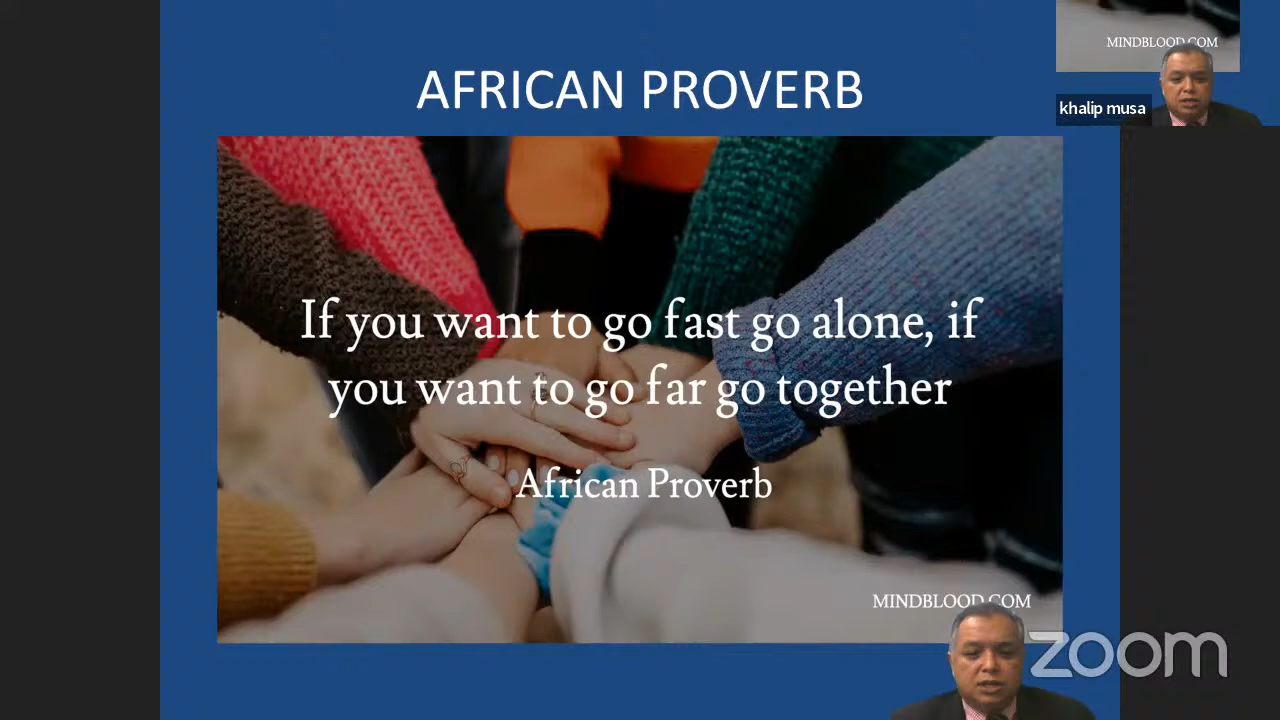 MINDBLOOD.COM
khalip musa
AFRICAN PROVERB
If you want to go fast go alone, if
you want to go far go together
African Proverb
MINDBLOOD.COM
zoom